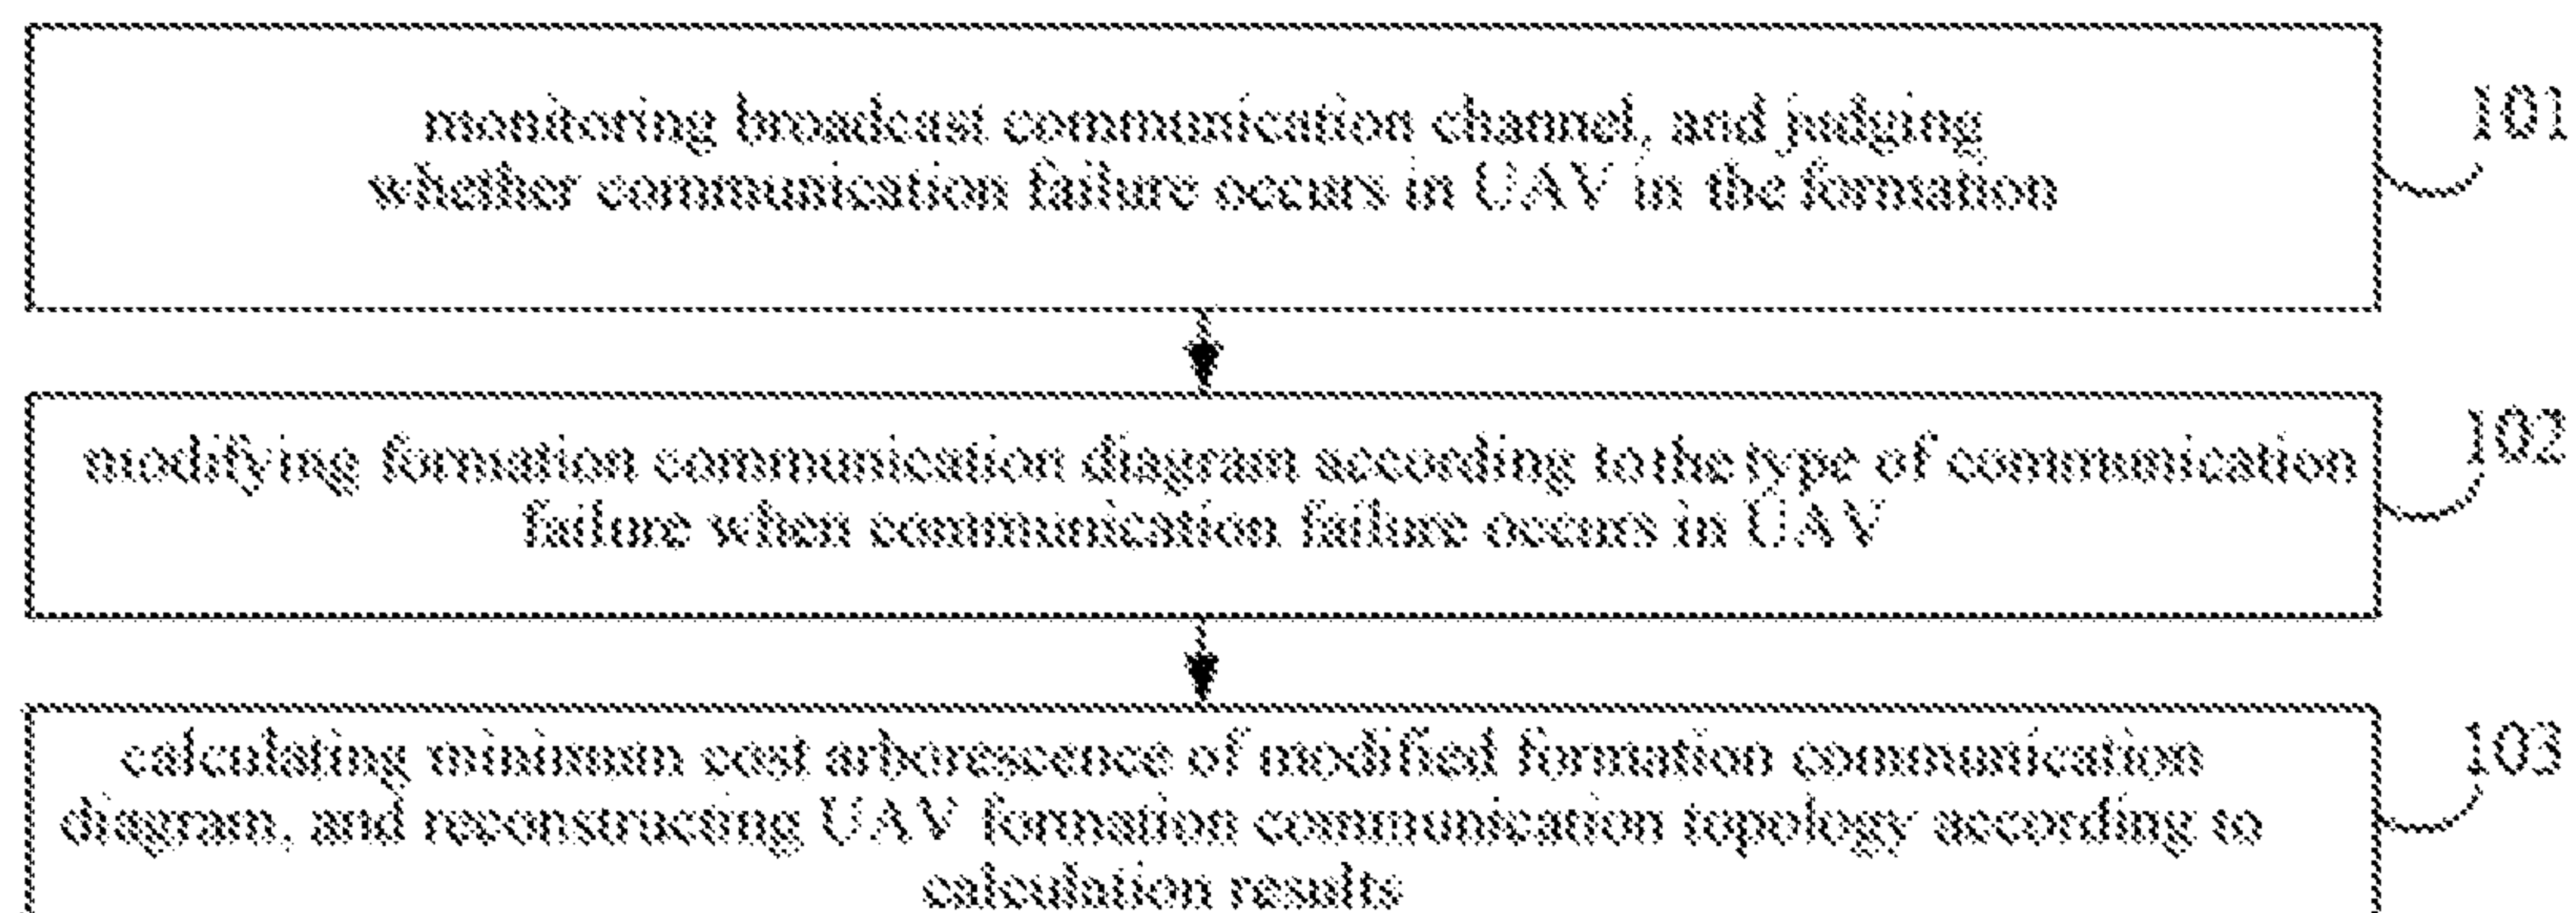 monitoring broadcast communication channel, and judging
whether communication failure occurs in UAV in the formation
101
modifying formation communication diagram according to the type of communication
failure when communication failure occurs in UAV
102
calculating minimum cost arborescence of modified formation communication
diagram, and reconstructing UAV formation communication topology according to
calculation results
103